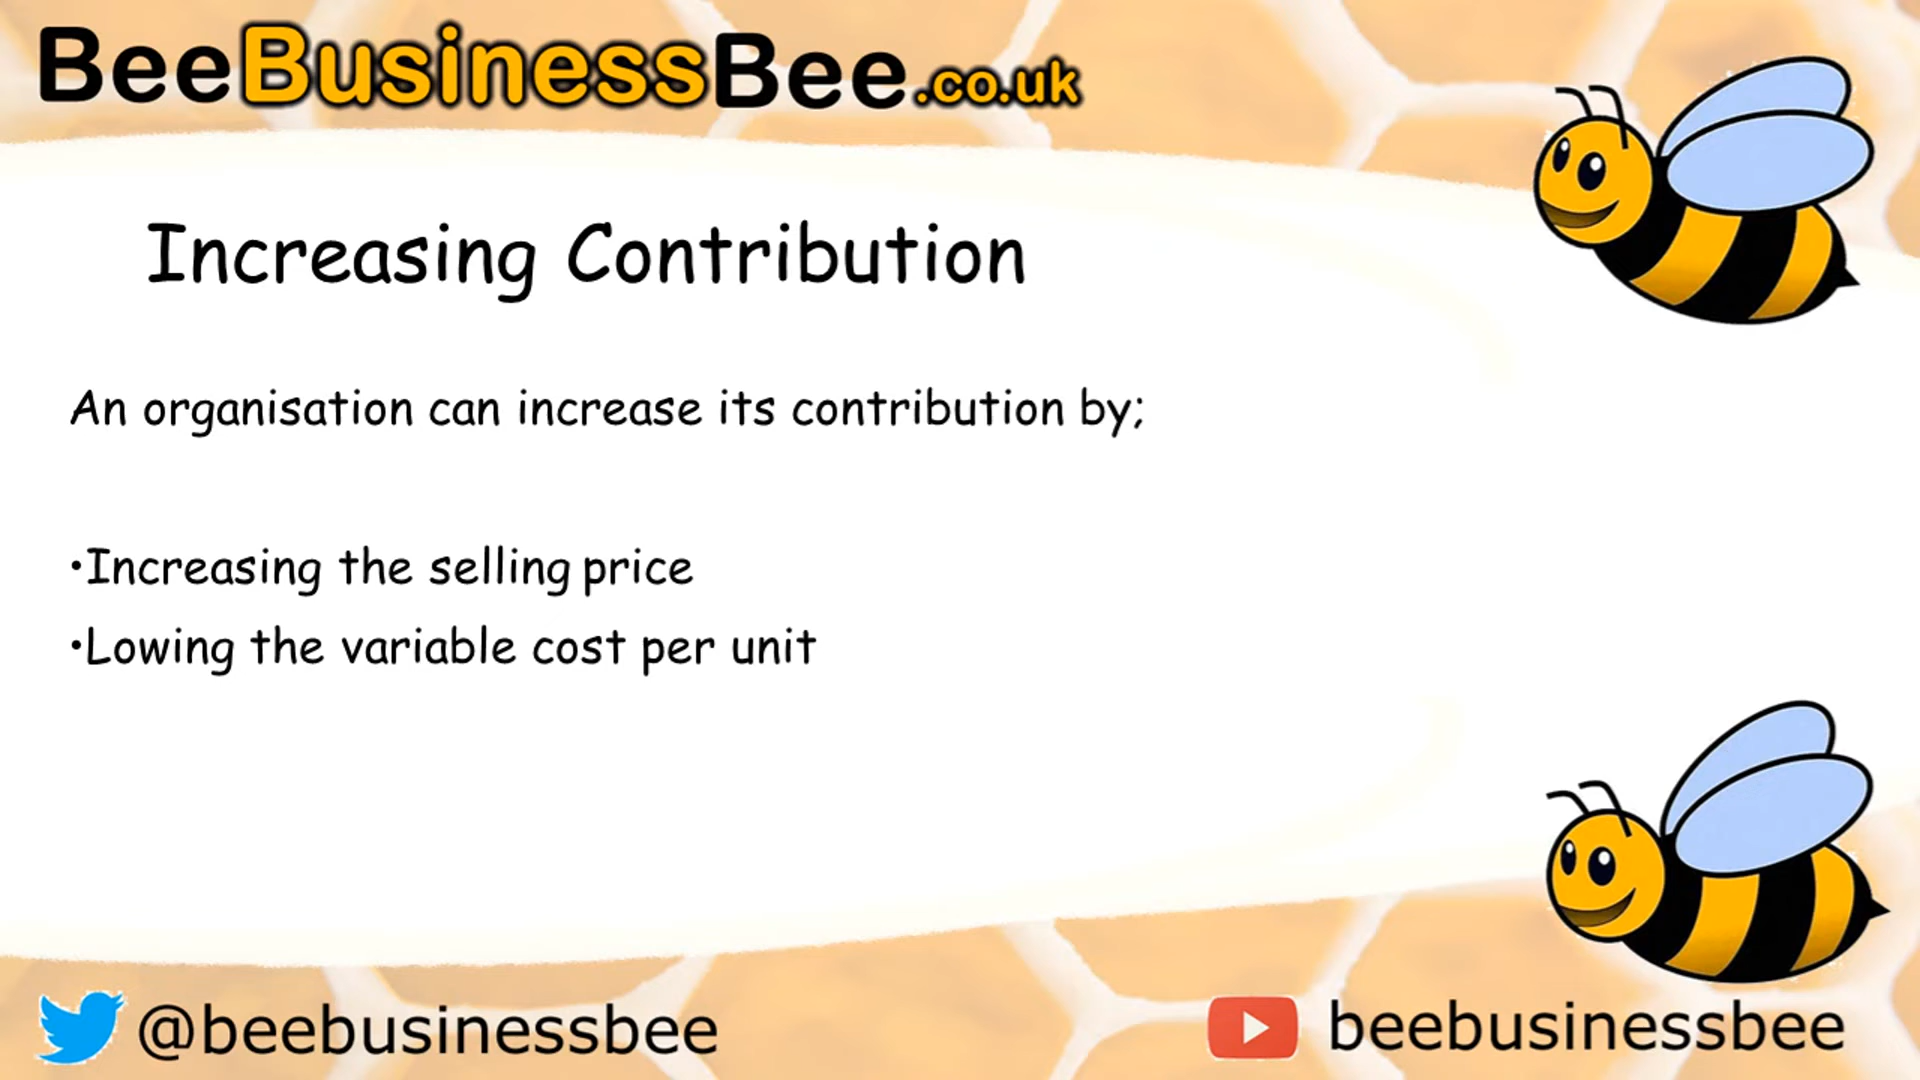 BeeBusinessBee.co.uk
Increasing Contribution
An organisation can increase its contribution by;
•Increasing the selling price
•Lowing the variable cost per unit
@beebusinessbee
beebusinessbee